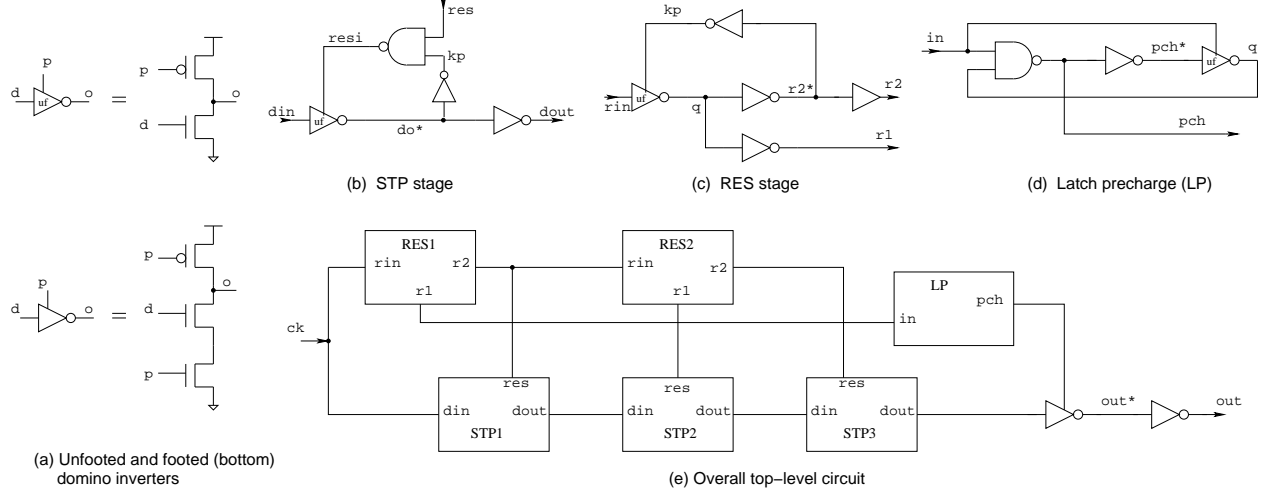 p
d
uf
o
=
p
d
o
res
resi
kp
din
uf
do*
dout
(b) STP stage
kp
rin
uf
q
r2*
r2
r1
(c) RES stage
in
pch*
uf
q
pch
(d) Latch precharge (LP)
p
d
o
=
p
d
p
o
(a) Unfooted and footed (bottom)
domino inverters
ck
RES1
rin
r2
r1
RES2
rin
r2
r1
LP
pch
in
res
din
dout
STP1
res
din
dout
STP2
res
din
dout
STP3
out*
out
(e) Overall top−level circuit